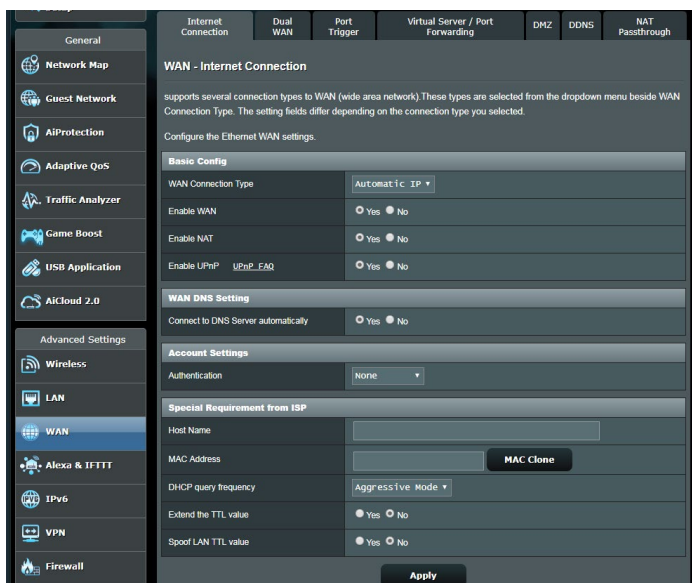 General
Network Map
Guest Network
AiProtection
Adaptive QoS
Traffic Analyzer
Game Boost
USB Application
AiCloud 2.0
Advanced Settings
Wireless
LAN
WAN
Alexa & IFTTT
IPv6
VPN
Firewall
Internet Connection
Dual WAN
Port Trigger
Virtual Server / Port Forwarding
DMZ
DDNS
NAT Passthrough
WAN - Internet Connection
supports several connection types to WAN (wide area network).These types are selected from the dropdown menu beside WAN
Connection Type. The setting fields differ depending on the connection type you selected.
Configure the Ethernet WAN settings.
Basic Config
WAN Connection Type Automatic IP
Enable WAN Yes No
Enable NAT Yes No
Enable UPnP UPnP FAQ Yes No
WAN DNS Setting
Connect to DNS Server automatically Yes No
Account Settings
Authentication None
Special Requirement from ISP
Host Name
MAC Address MAC Clone
DHCP query frequency Aggressive Mode
Extend the TTL value Yes No
Spoof LAN TTL value Yes No
Apply